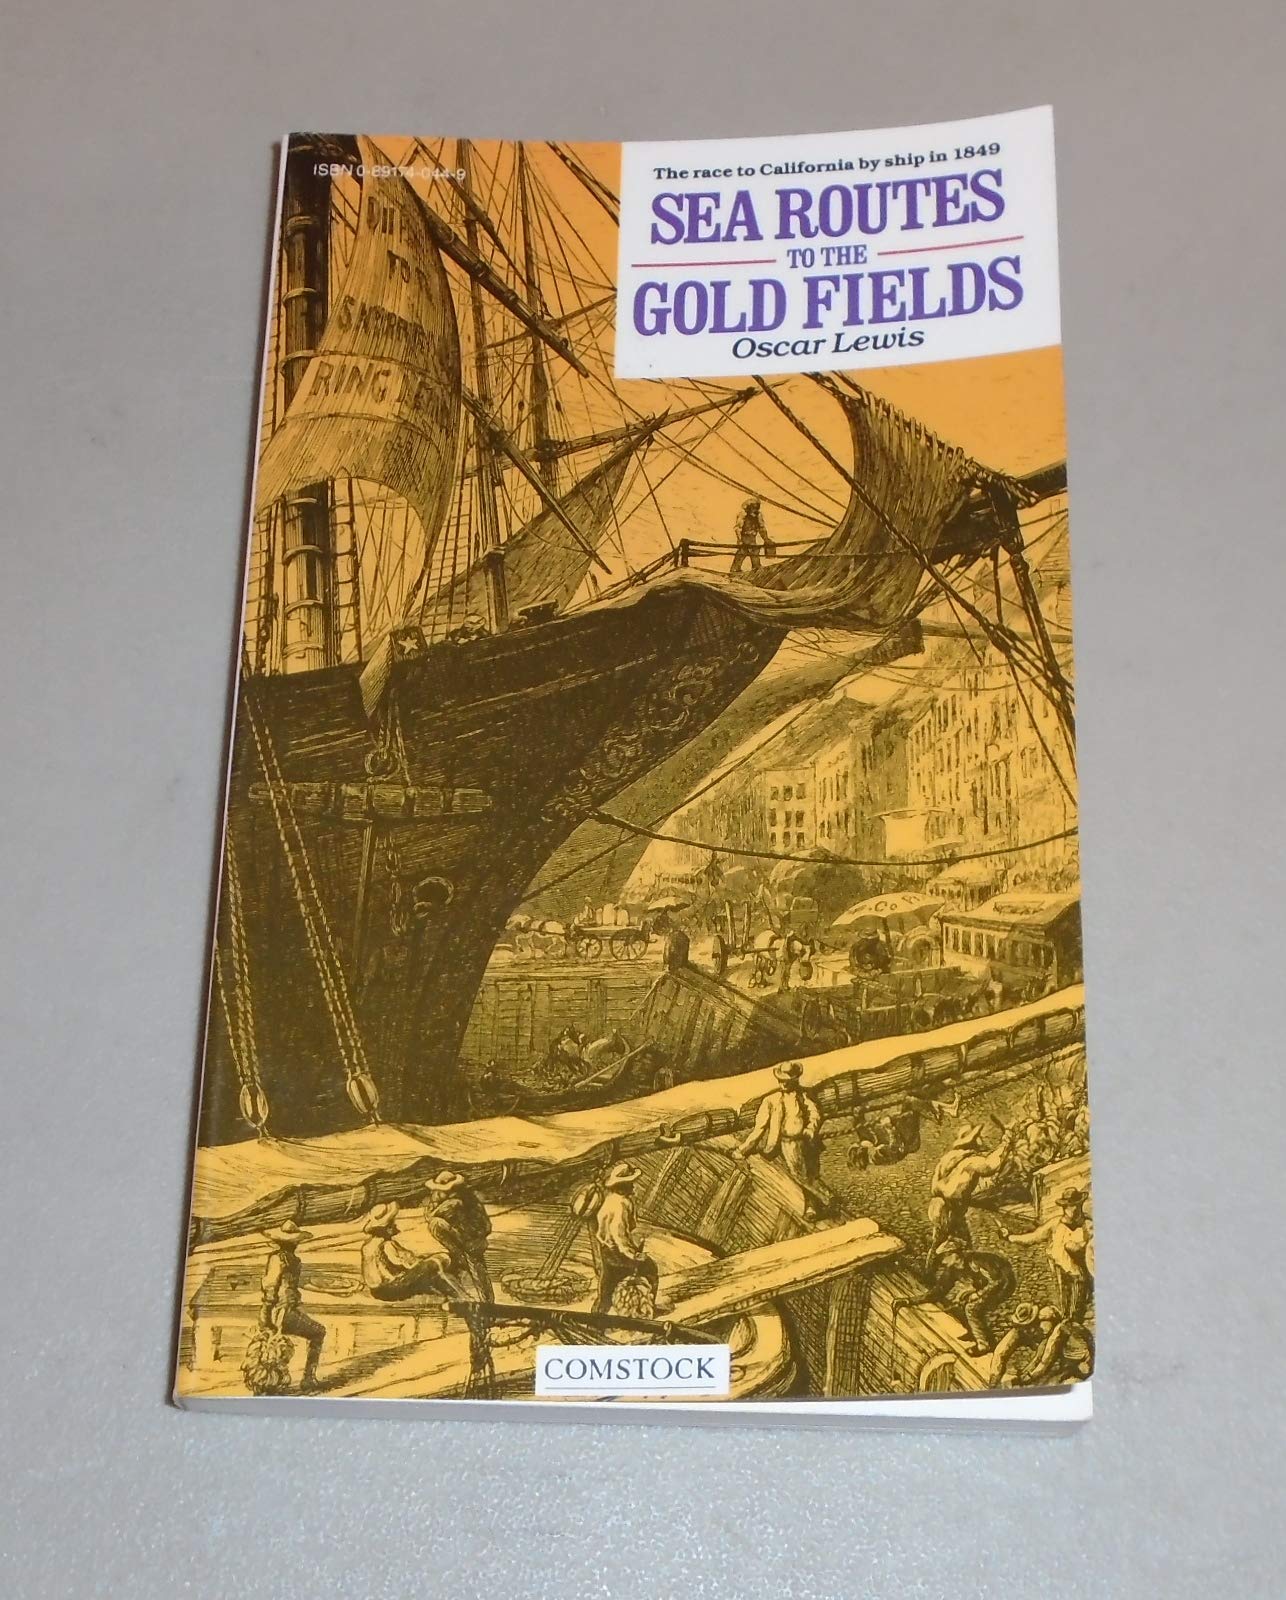 ISBN 0-89174-044-9
The race to California by ship in 1849
SEA ROUTES
TO THE
GOLD FIELDS
Oscar Lewis
RING
COMSTOCK